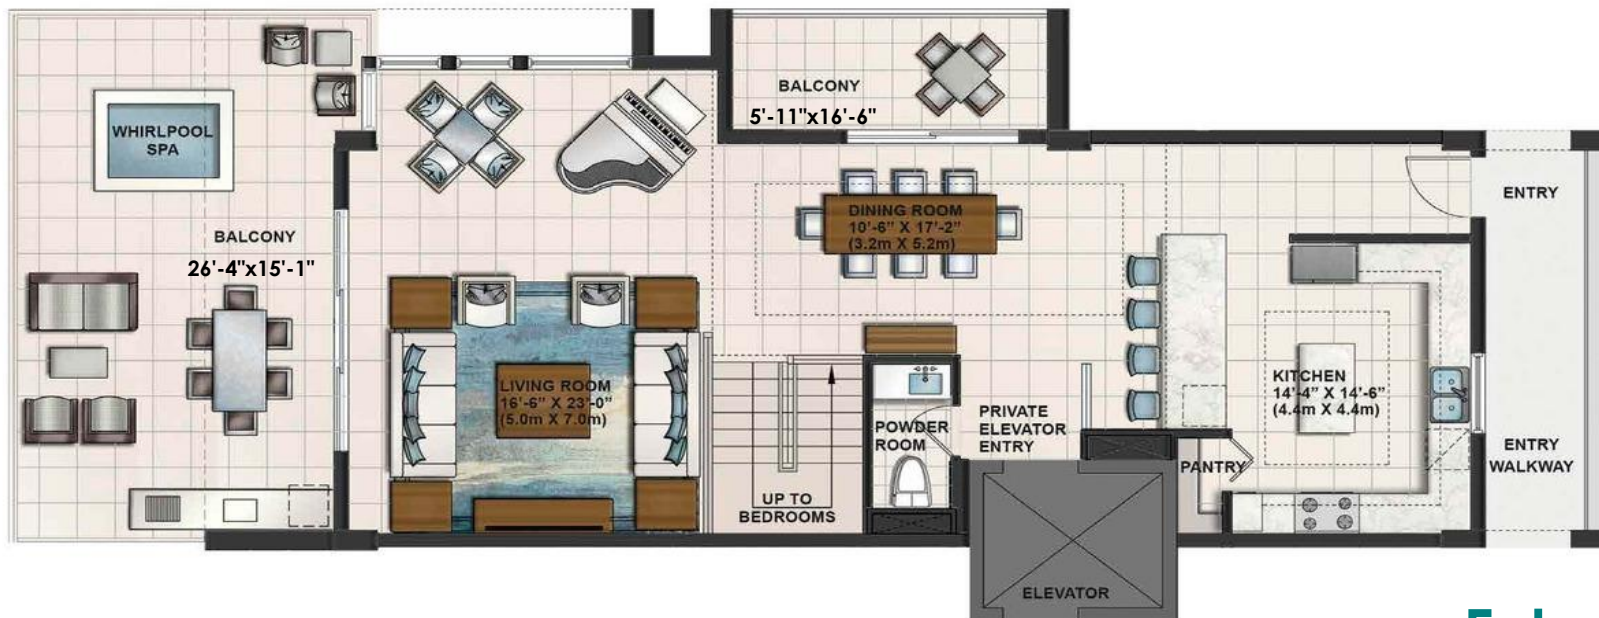 WHIRLPOOL
SPA
BALCONY
26'-4"x15'-1"
BALCONY
5'-11"x16'-6"
DINING ROOM
10'-6" X 17'-2"
(3.2m X 5.2m)
LIVING ROOM
16'-6" X 23'-0"
(5.0m X 7.0m)
UP TO
BEDROOMS
POWDER
ROOM
PRIVATE
ELEVATOR
ENTRY
ELEVATOR
PANTRY
KITCHEN
14'-4" X 14'-6"
(4.4m X 4.4m)
ENTRY
ENTRY
WALKWAY